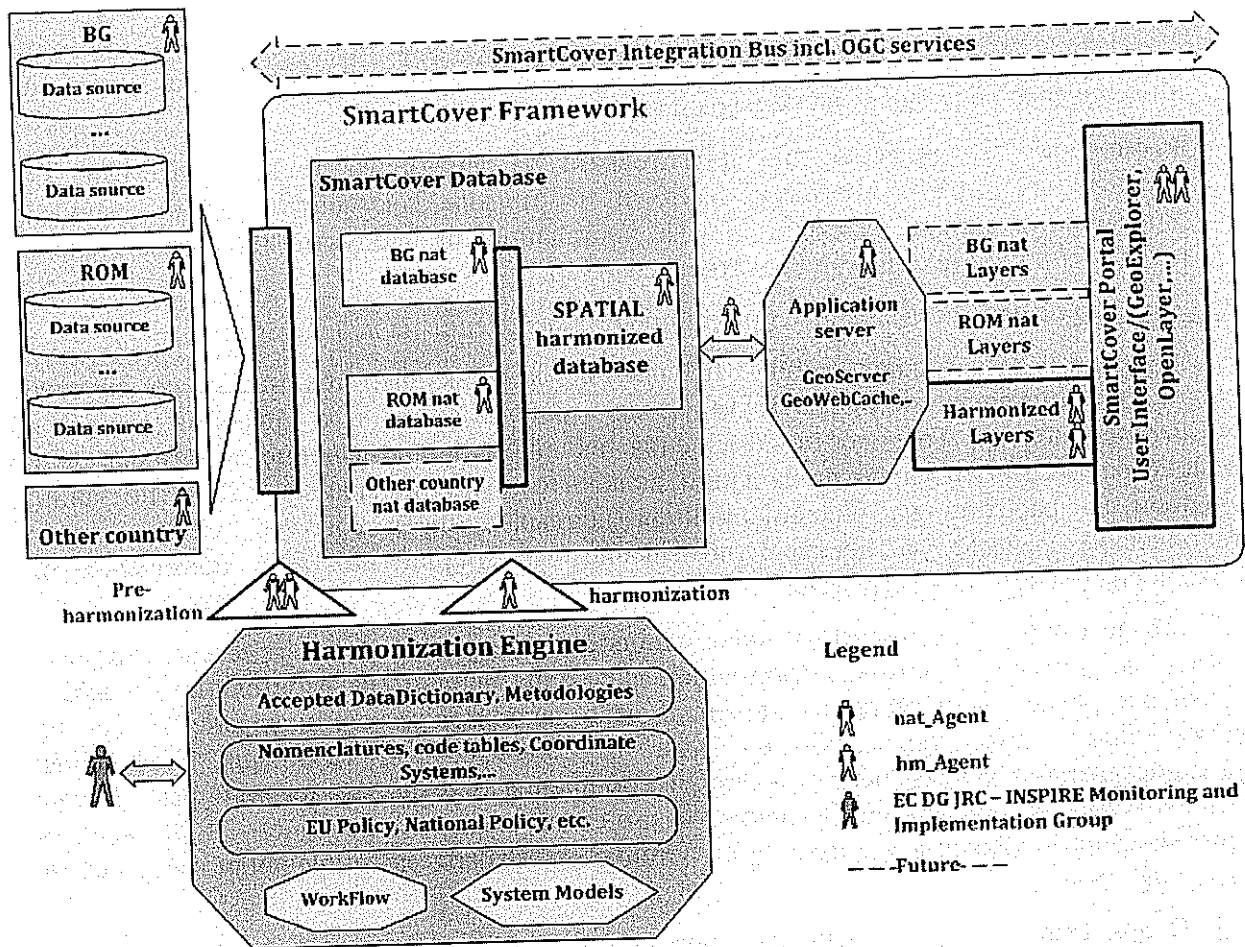 BG
Data source
...
Data source
ROM
Data source
...
Data source
Other country
SmartCover Integration Bus incl. OGC services
SmartCover Framework
SmartCover Database
BG nat
database
ROM nat
database
Other country
nat database
SPATIAL
harmonized
database
Application
server
GeoServer
GeoWebCache,..
BG nat
Layers
ROM nat
Layers
Harmonized
Layers
SmartCover Portal
User Interface/(GeoExplorer,
OpenLayer,...)
Pre-
harmonization
harmonization
Harmonization Engine
Accepted DataDictionary, Metodologies
Nomenclatures, code tables, Coordinate
Systems,...
EU Policy, National Policy, etc.
WorkFlow
System Models
Legend
nat_Agent
hm_Agent
EC DG JRC – INSPIRE Monitoring and
Implementation Group
Future